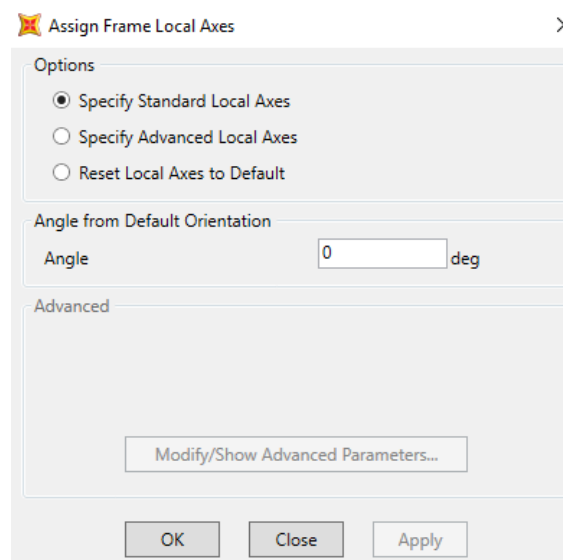 Assign Frame Local Axes
Options
Specify Standard Local Axes
Specify Advanced Local Axes
Reset Local Axes to Default
Angle from Default Orientation
Angle 0 deg
Advanced
Modify/Show Advanced Parameters...
OK Close Apply